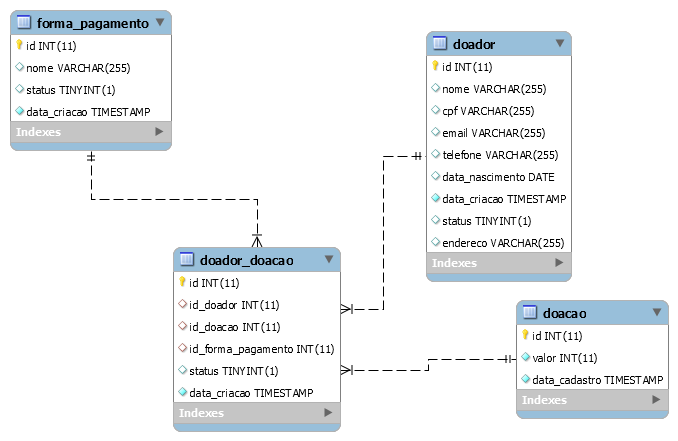 forma_pagamento
id INT(11)
nome VARCHAR(255)
status TINYINT(1)
data_criacao TIMESTAMP
Indexes
doador
id INT(11)
nome VARCHAR(255)
cpf VARCHAR(255)
email VARCHAR(255)
telefone VARCHAR(255)
data_nascimento DATE
data_criacao TIMESTAMP
status TINYINT(1)
endereco VARCHAR(255)
Indexes
doador_doacao
id INT(11)
id_doador INT(11)
id_doacao INT(11)
id_forma_pagamento INT(11)
status TINYINT(1)
data_criacao TIMESTAMP
Indexes
doacao
id INT(11)
valor INT(11)
data_cadastro TIMESTAMP
Indexes